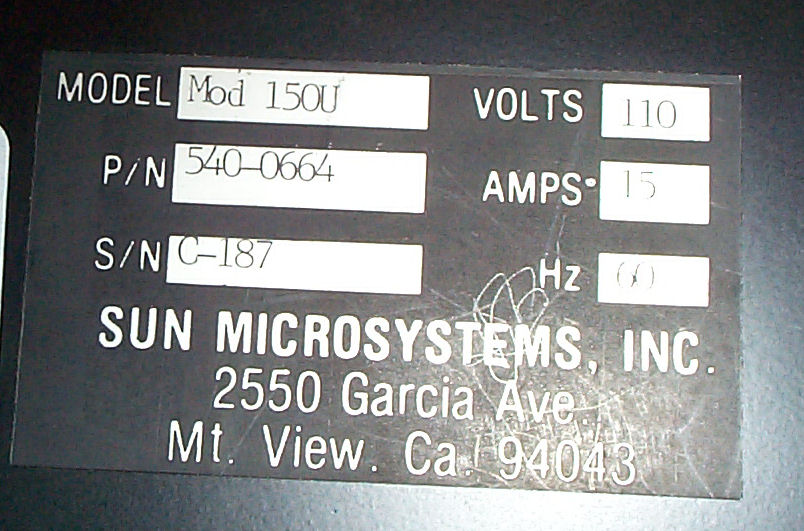 MODEL Mod 150U VOLTS 110
P/N 540-0664 AMPS 15
S/N C-187 Hz 60
SUN MICROSYSTEMS, INC.
2550 Garcia Ave.
Mt. View. Ca. 94043